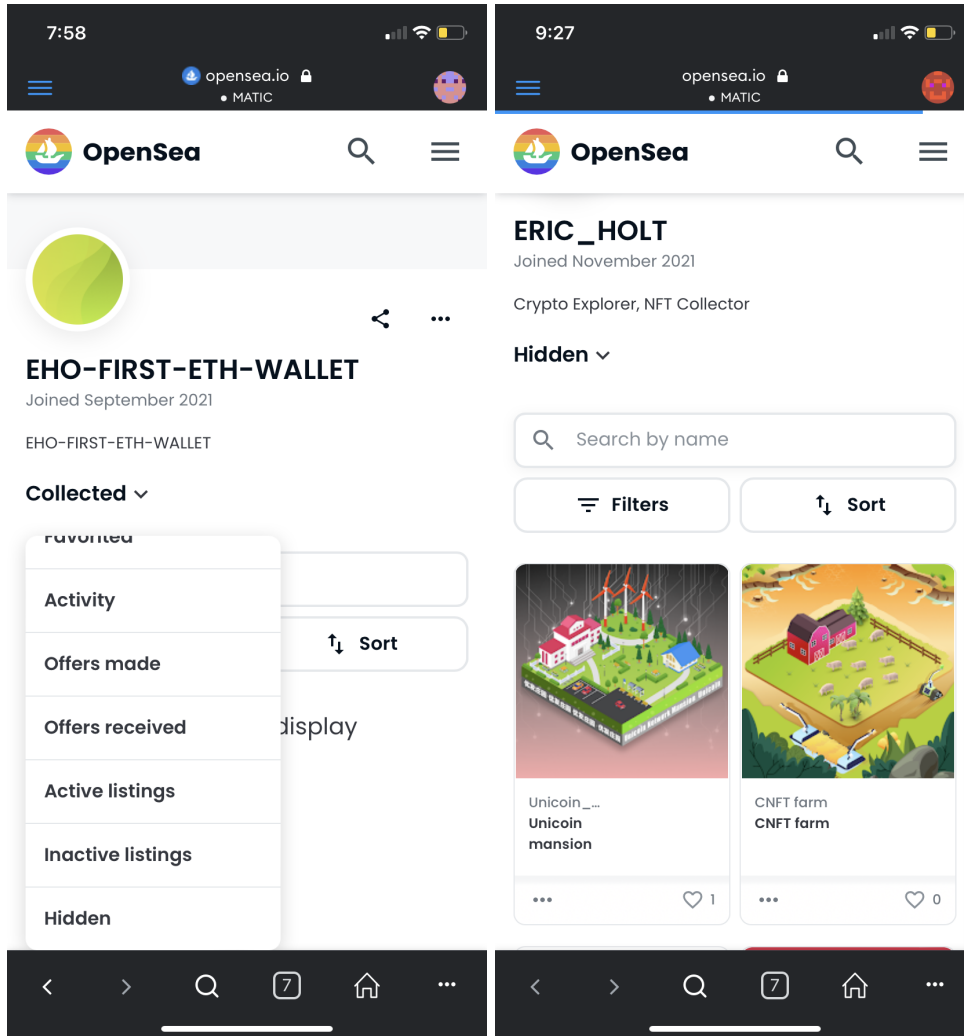 7:58
opensea.io
MATIC
OpenSea
EHO-FIRST-ETH-WALLET
Joined September 2021
EHO-FIRST-ETH-WALLET
Collected
Favorited
Activity
Offers made
Sort
Offers received
display
Active listings
Inactive listings
Hidden
7
9:27
opensea.io
MATIC
OpenSea
ERIC_HOLT
Joined November 2021
Crypto Explorer, NFT Collector
Hidden
Search by name
Filters
Sort
Unicoin_...
Unicoin
mansion
1
CNFT farm
CNFT farm
0
7